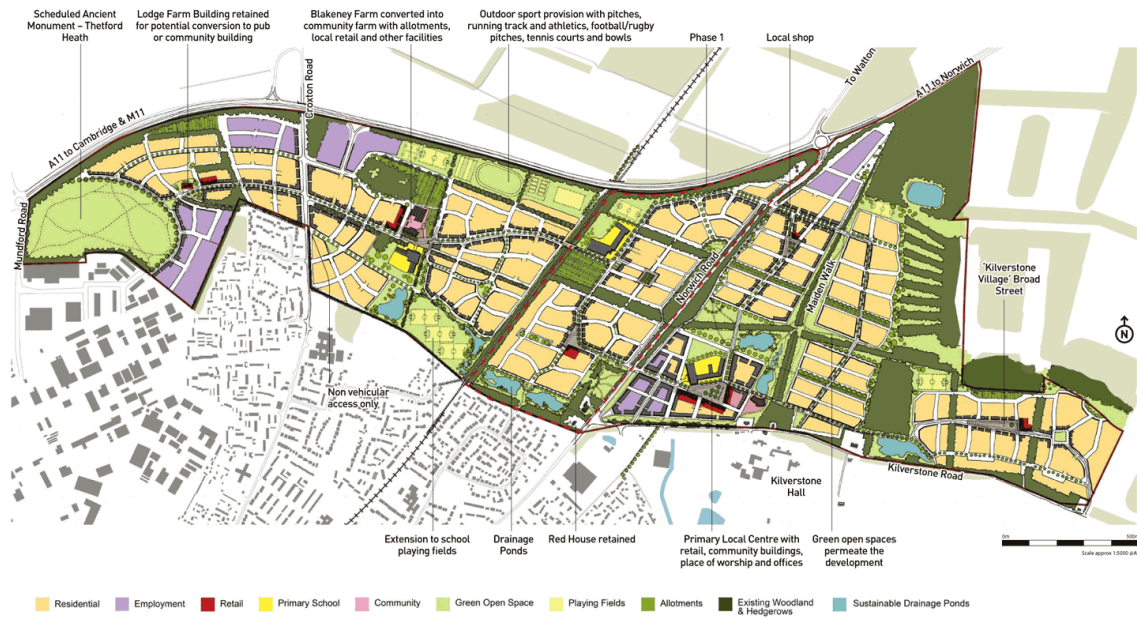 Scheduled Ancient
Monument – Thetford
Heath
Lodge Farm Building retained
for potential conversion to pub
or community building
Blakeney Farm converted into
community farm with allotments,
local retail and other facilities
Outdoor sport provision with pitches,
running track and athletics, football/rugby
pitches, tennis courts and bowls
Phase 1
Local shop
To Watton
A11 to Norwich
Croxton Road
A11 to Cambridge & M11
Mundford Road
Norwich Road
Maiden Walk
'Kilverstone
Village' Broad
Street
N
Non vehicular
access only
Kilverstone
Hall
Kilverstone Road
Extension to school
playing fields
Drainage
Ponds
Red House retained
Primary Local Centre with
retail, community buildings,
place of worship and offices
Green open spaces
permeate the
development
0m
500m
Scale approx 1:5000 @A
Residential
Employment
Retail
Primary School
Community
Green Open Space
Playing Fields
Allotments
Existing Woodland
& Hedgerows
Sustainable Drainage Ponds